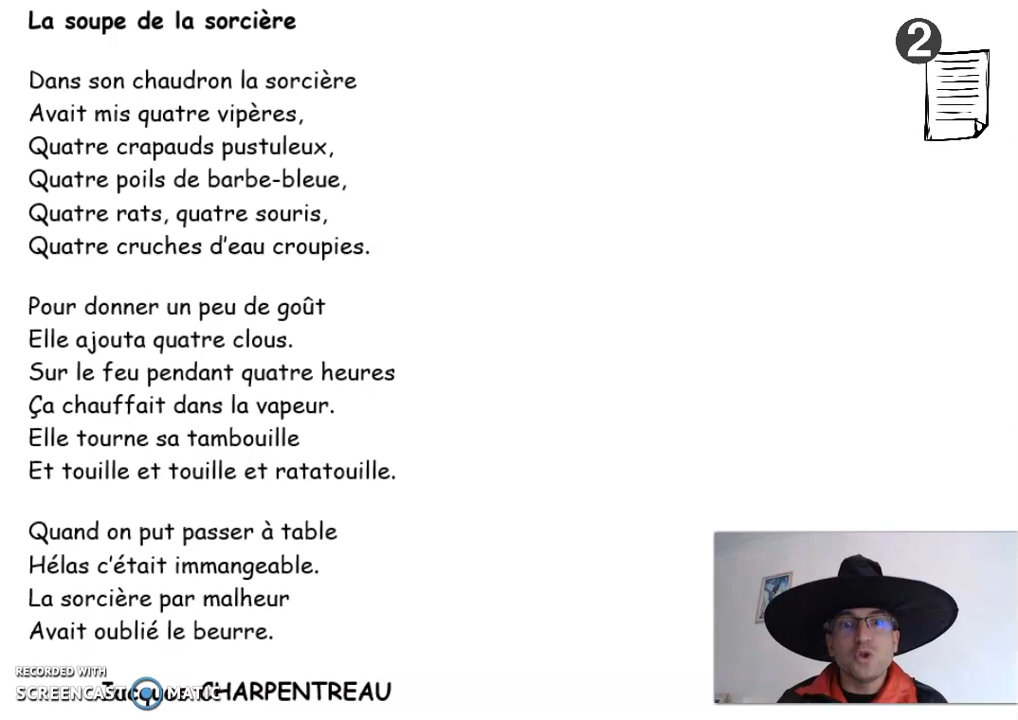 La soupe de la sorcière
2
Dans son chaudron la sorcière
Avait mis quatre vipères,
Quatre crapauds pustuleux,
Quatre poils de barbe-bleue,
Quatre rats, quatre souris,
Quatre cruches d'eau croupies.
Pour donner un peu de goût
Elle ajouta quatre clous.
Sur le feu pendant quatre heures
Ça chauffait dans la vapeur.
Elle tourne sa tambouille
Et touille et touille et ratatouille.
Quand on put passer à table
Hélas c'était immangeable.
La sorcière par malheur
Avait oublié le beurre.
RECORDED WITH
SCREENCAST MATIC
Jacques CHARPENTREAU